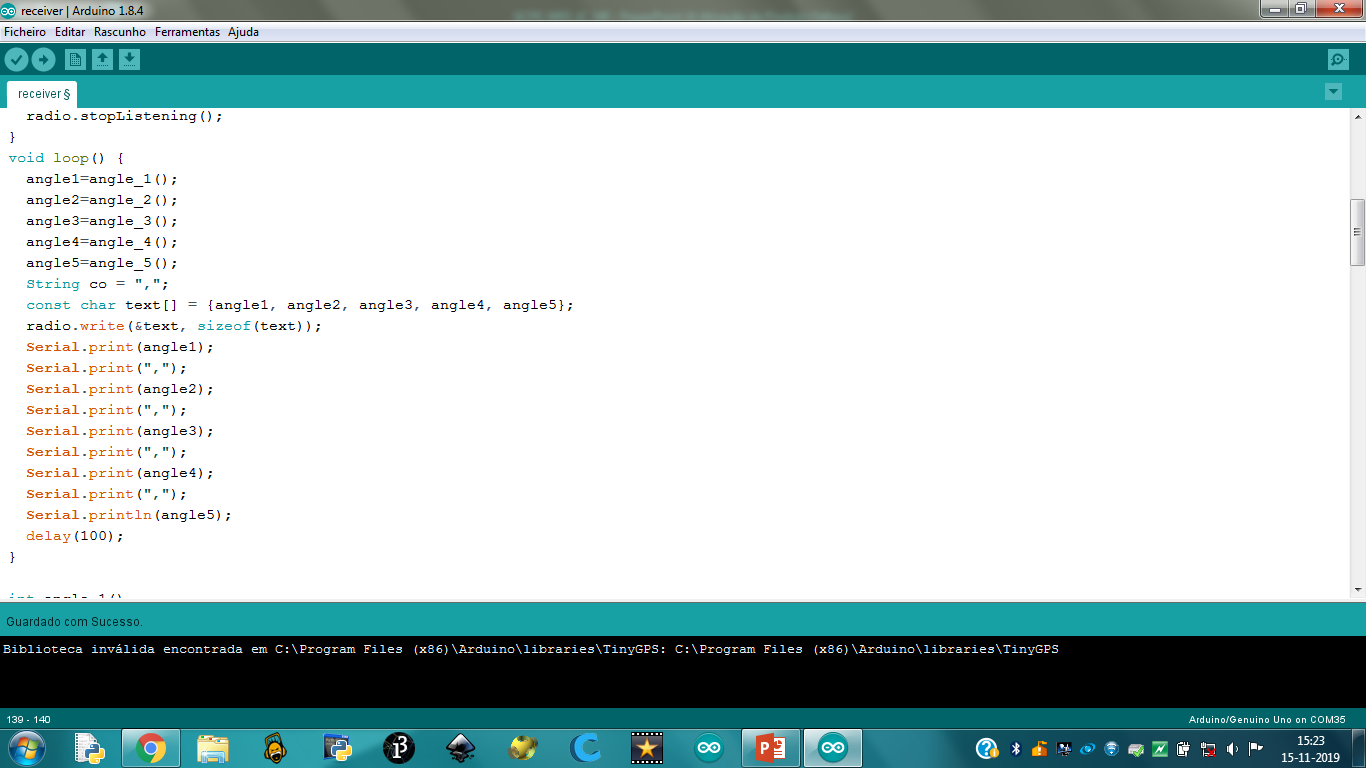 receiver | Arduino 1.8.4
Ficheiro Editar Rascunho Ferramentas Ajuda
receiver §
radio.stopListening();
}
void loop() {
angle1=angle_1();
angle2=angle_2();
angle3=angle_3();
angle4=angle_4();
angle5=angle_5();
String co = ",";
const char text[] = {angle1, angle2, angle3, angle4, angle5};
radio.write(&text, sizeof(text));
Serial.print(angle1);
Serial.print(",");
Serial.print(angle2);
Serial.print(",");
Serial.print(angle3);
Serial.print(",");
Serial.print(angle4);
Serial.print(",");
Serial.println(angle5);
delay(100);
}
int angle_1()
Guardado com Sucesso.
Biblioteca inválida encontrada em C:\Program Files (x86)\Arduino\libraries\TinyGPS: C:\Program Files (x86)\Arduino\libraries\TinyGPS
139 - 140
Arduino/Genuino Uno on COM35
15:23
15-11-2019